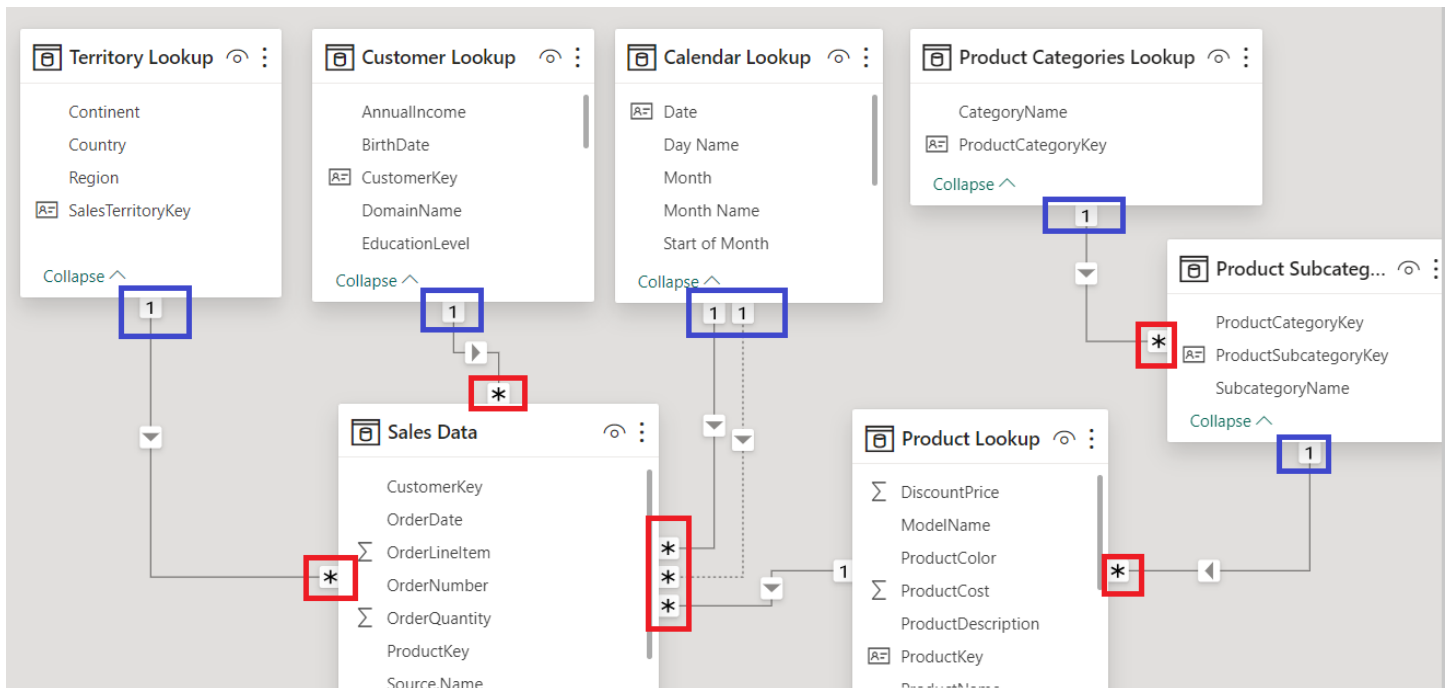 Territory Lookup
Continent
Country
Region
SalesTerritoryKey
Collapse
1
Customer Lookup
AnnualIncome
BirthDate
CustomerKey
DomainName
EducationLevel
Collapse
1
*
Calendar Lookup
Date
Day Name
Month
Month Name
Start of Month
Collapse
1 1
Product Categories Lookup
CategoryName
ProductCategoryKey
Collapse
1
*
Product Subcateg...
ProductCategoryKey
ProductSubcategoryKey
SubcategoryName
Collapse
1
*
Sales Data
CustomerKey
OrderDate
Σ OrderLineItem
OrderNumber
Σ OrderQuantity
ProductKey
Source.Name
*
*
*
*
1
Product Lookup
Σ DiscountPrice
ModelName
ProductColor
Σ ProductCost
ProductDescription
ProductKey
ProductName